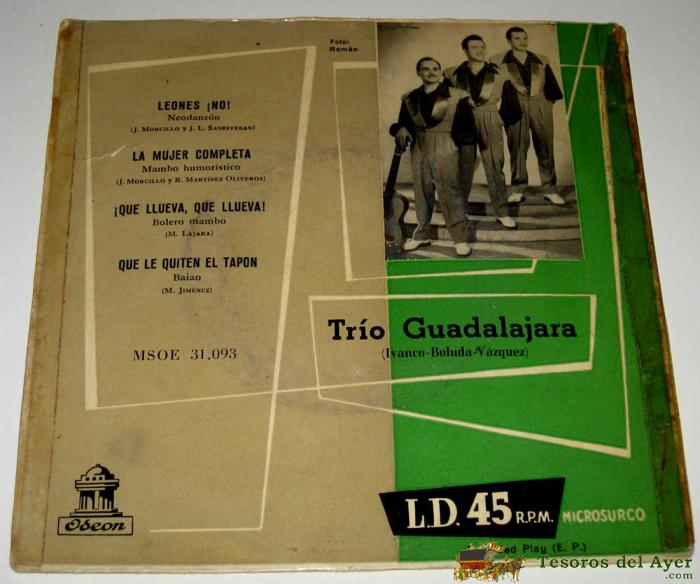 Foto:
Román
LEONES ¡NO!
Neodanzón
(J. Morcillo y J. L. Sanesteban)
LA MUJER COMPLETA
Mambo humorístico
(J. Morcillo y R. Martínez Oliveros)
¡QUE LLUEVA, QUE LLUEVA!
Bolero mambo
(M. Lajara)
QUE LE QUITEN EL TAPON
Baiao
(M. Jiménez)
MSOE 31.093
Trío Guadalajara
(Ivanco-Boluda-Vázquez)
Odeon
L.D. 45 R.P.M. MICROSURCO
Play (E. P.)
Tesoros del Ayer
.com